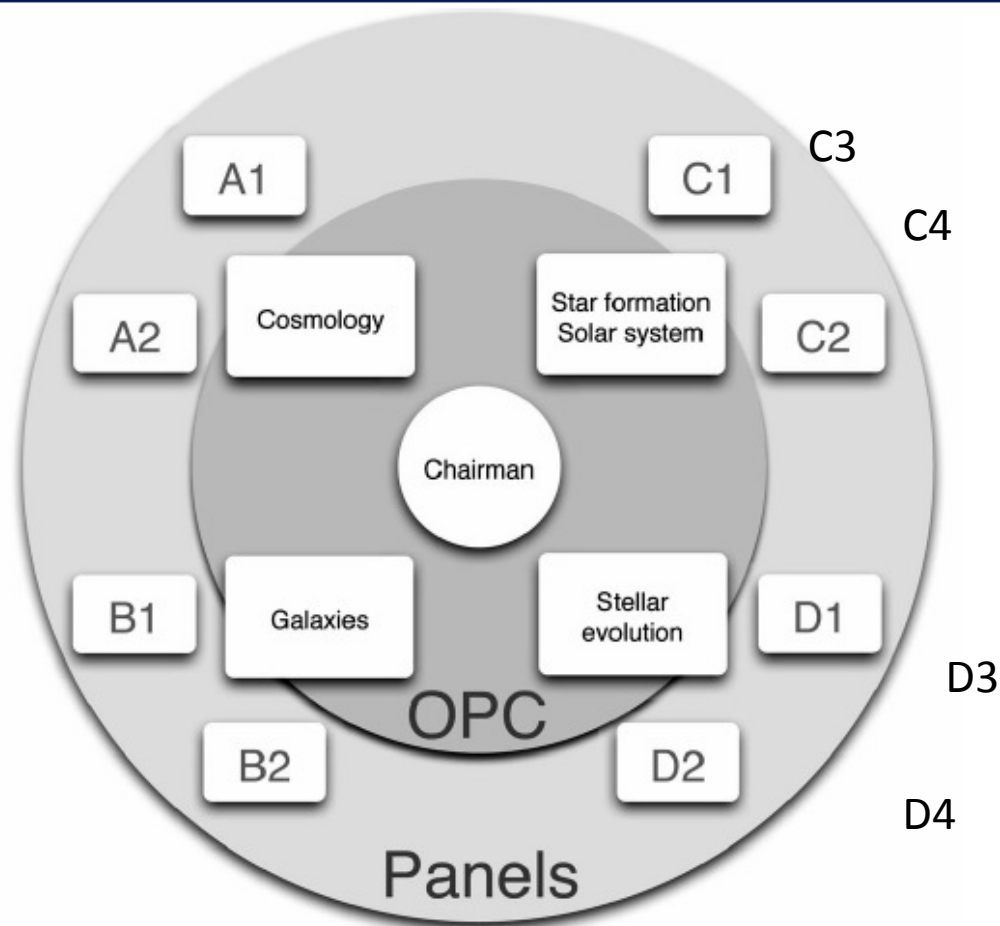 A1
C1
C3
C4
Cosmology
Star formation
Solar system
A2
C2
Chairman
B1
Galaxies
Stellar
evolution
D1
D3
OPC
B2
D2
D4
Panels